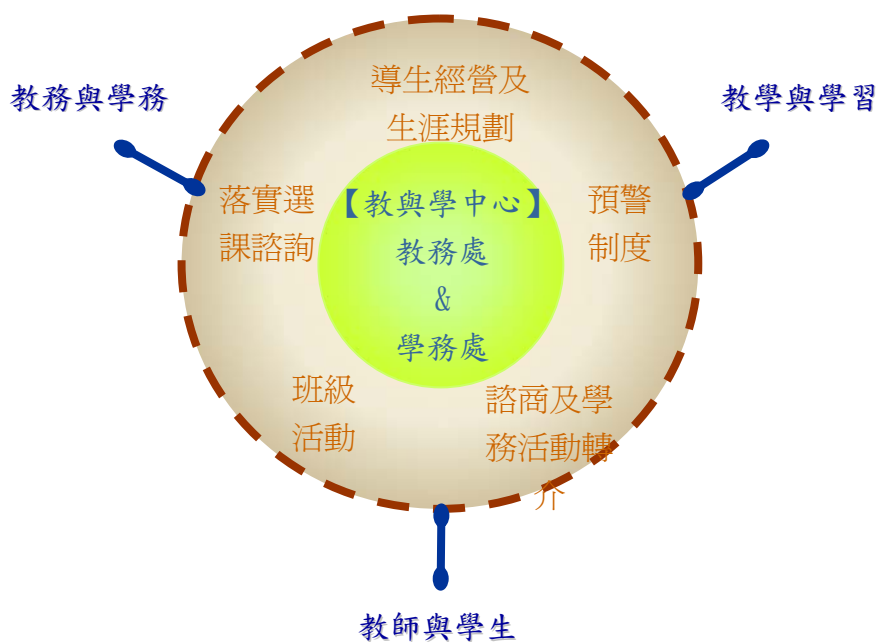 導生經營及
生涯規劃
教務與學務
教學與學習
落實選
課諮詢
【教與學中心】
教務處
&
學務處
預警
制度
班級
活動
諮商及學
務活動轉
介
教師與學生